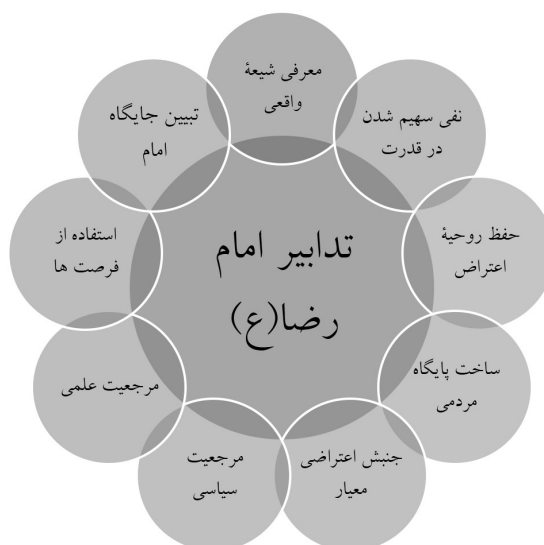 تدابیر امام
رضا(ع)
معرفی شیعۀ
واقعی
نفی سهیم شدن
در قدرت
حفظ روحیۀ
اعتراض
ساخت پایگاه
مردمی
جنبش اعتراضی
معیار
مرجعیت
سیاسی
مرجعیت علمی
استفاده از
فرصت ها
تبیین جایگاه
امام